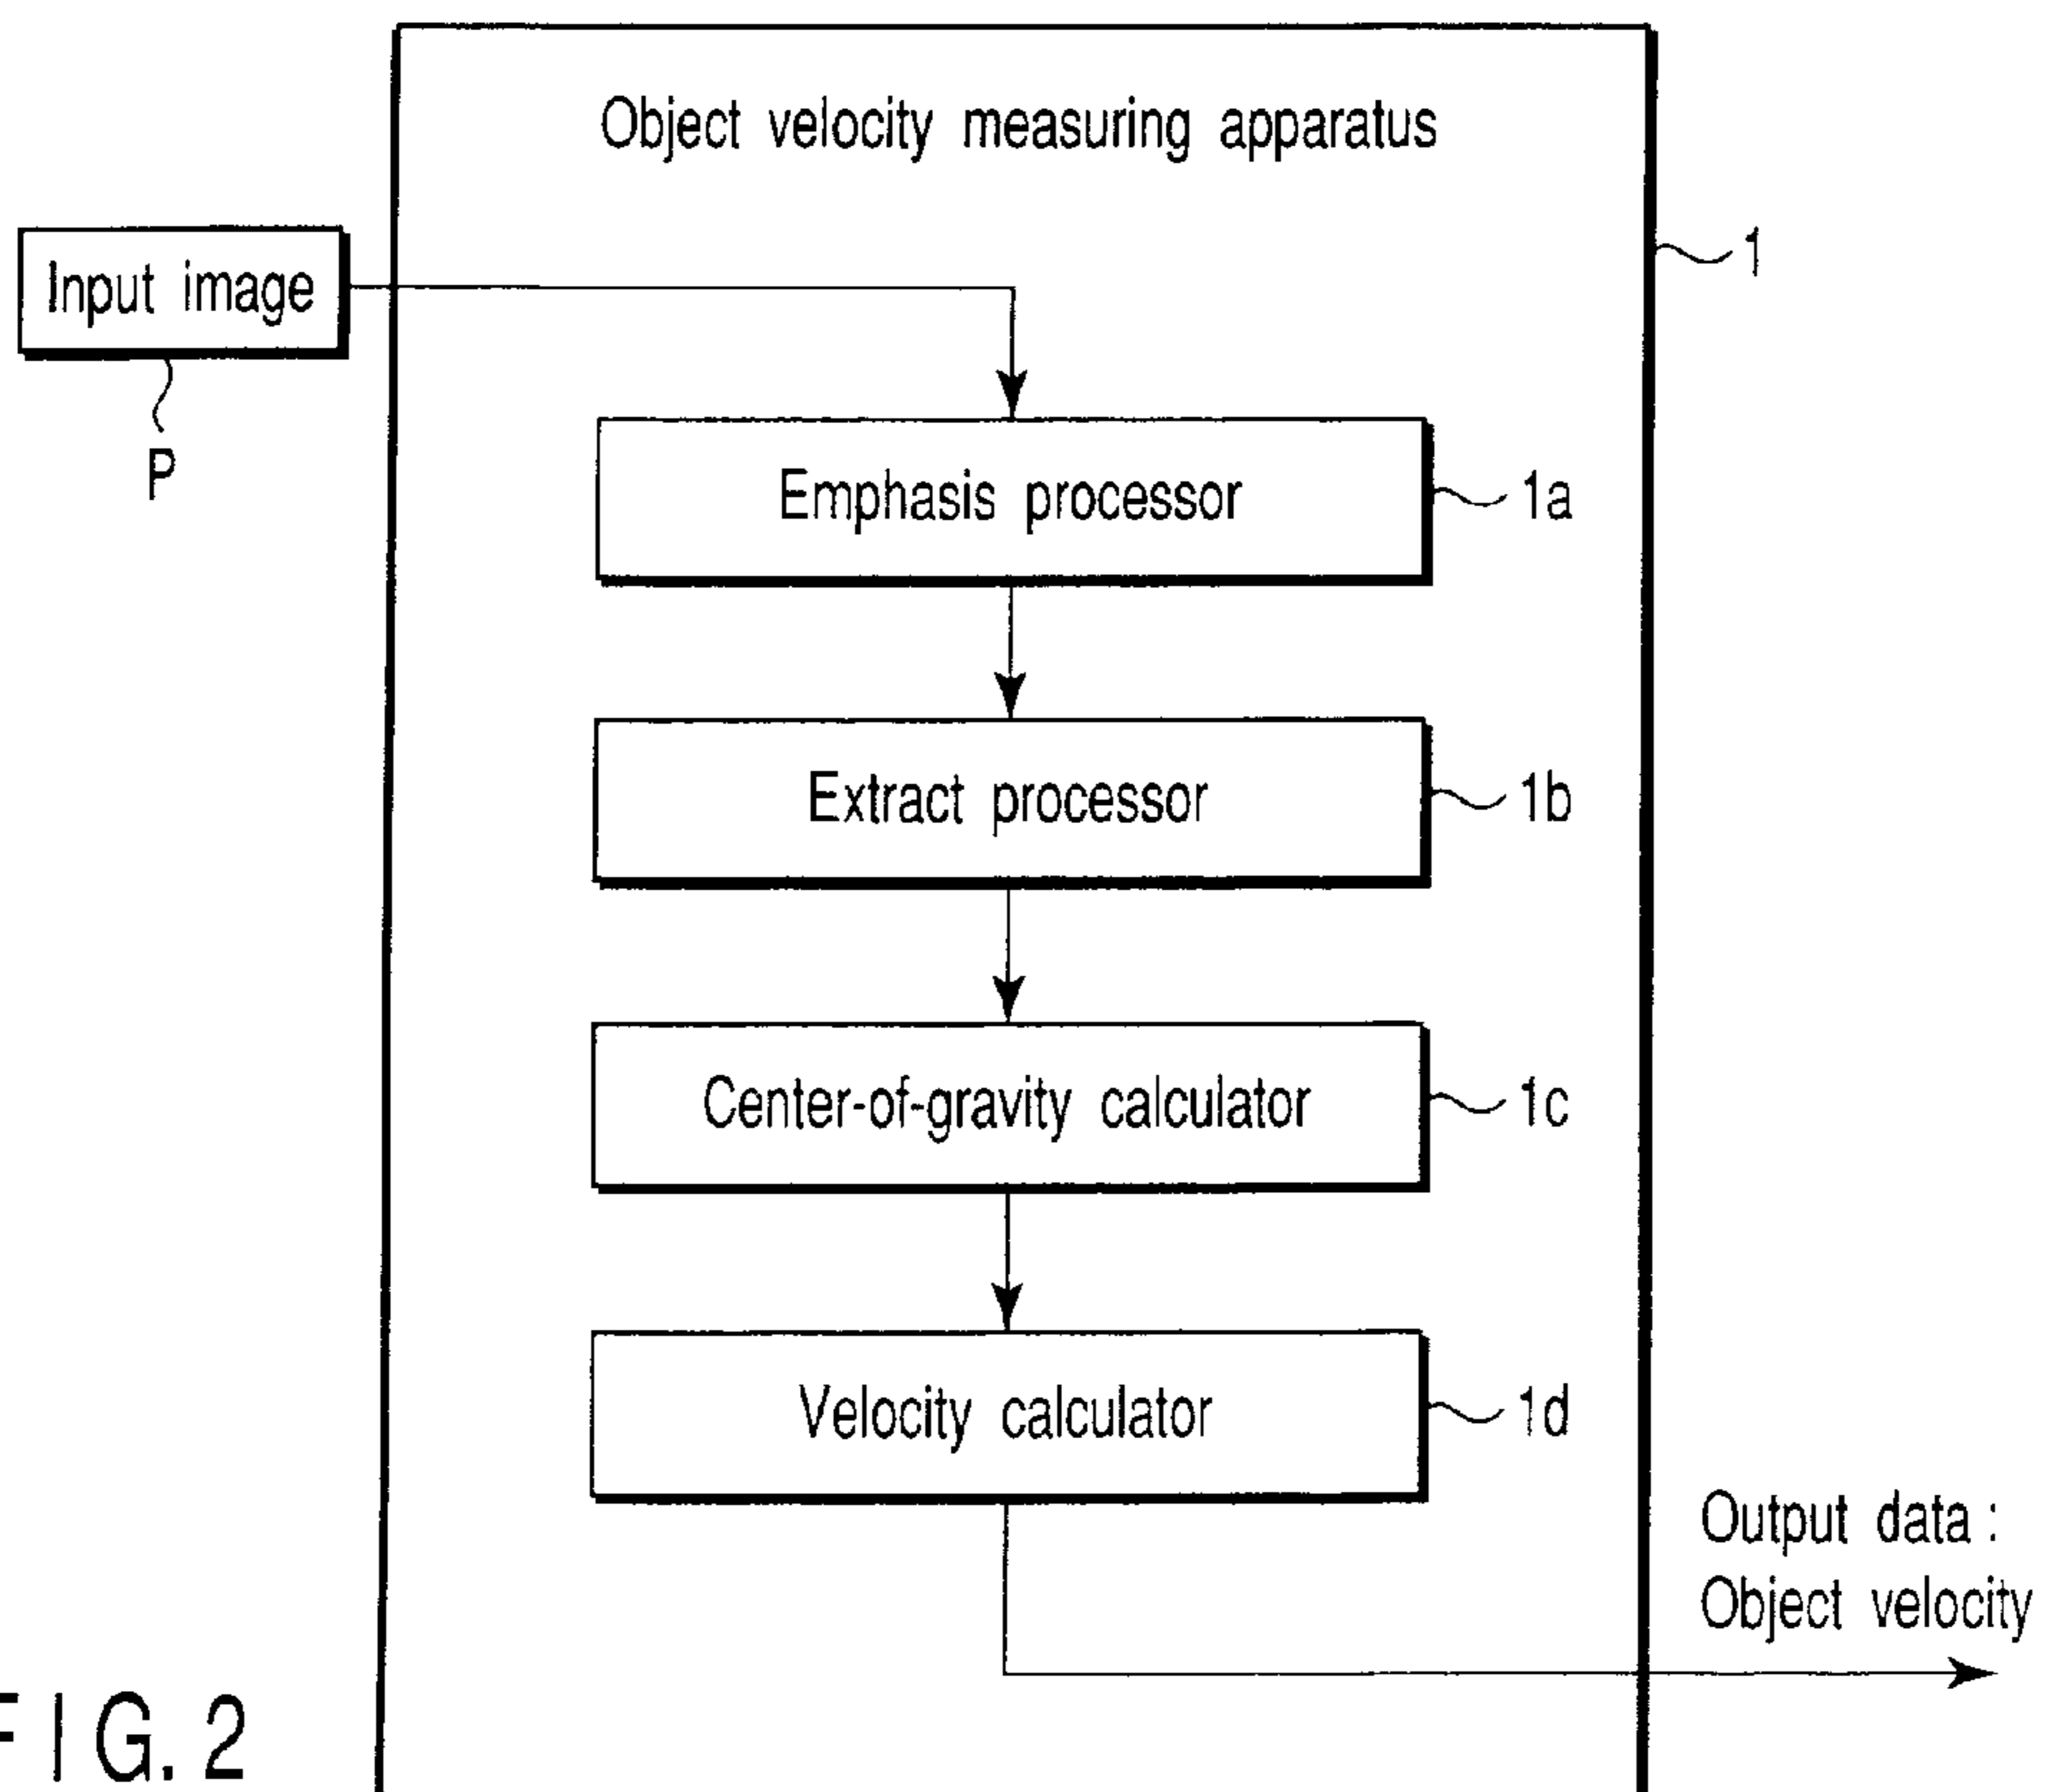 Object velocity measuring apparatus
1
Input image
P
Emphasis processor
1a
Extract processor
1b
Center-of-gravity calculator
1c
Velocity calculator
1d
Output data :
Object velocity
FIG. 2